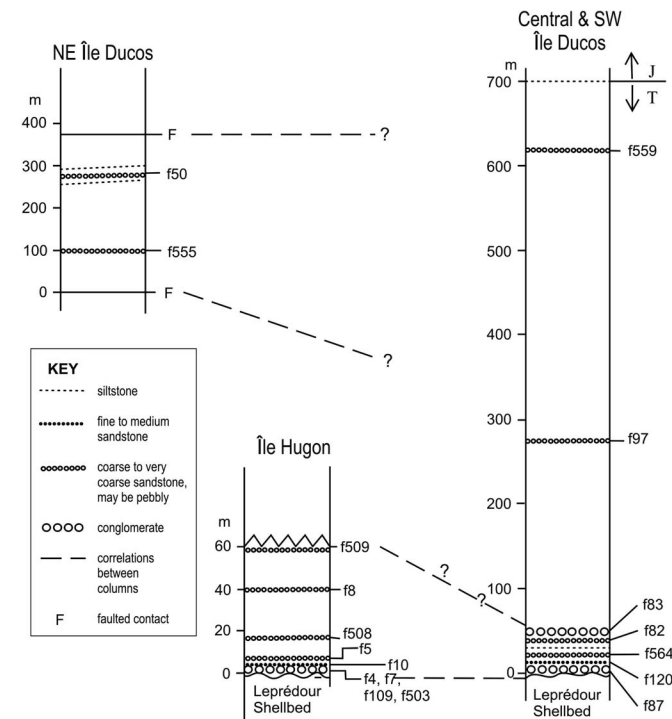 NE Île Ducos
m
400
300
200
100
0
F
?
f50
f555
F
?
Central & SW
Île Ducos
m
700
600
500
400
300
200
100
0
J
T
f559
f97
f83
f82
f564
f120
f87
Leprédour
Shellbed
KEY
siltstone
fine to medium
sandstone
coarse to very
coarse sandstone,
may be pebbly
conglomerate
correlations
between
columns
F faulted contact
Île Hugon
m
60
40
20
0
f509
f8
f508
f5
f10
f4, f7,
f109, f503
?
?
Leprédour
Shellbed